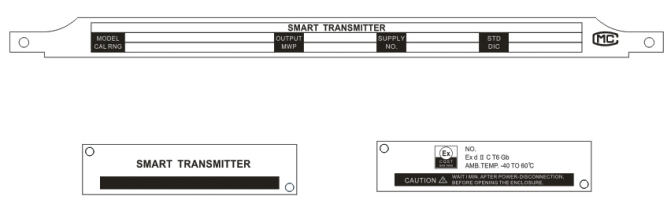 SMART TRANSMITTER
MODEL OUTPUT SUPPLY STD
CAL RNG MWP NO. DIC
MC
SMART TRANSMITTER
Ex NO.
Ex d II C T6 Gb
AMB.TEMP. -40 TO 60℃
CAUTION WAIT I MIN. AFTER POWER-DISCONNECTION,
BEFORE OPENING THE ENCLOSURE